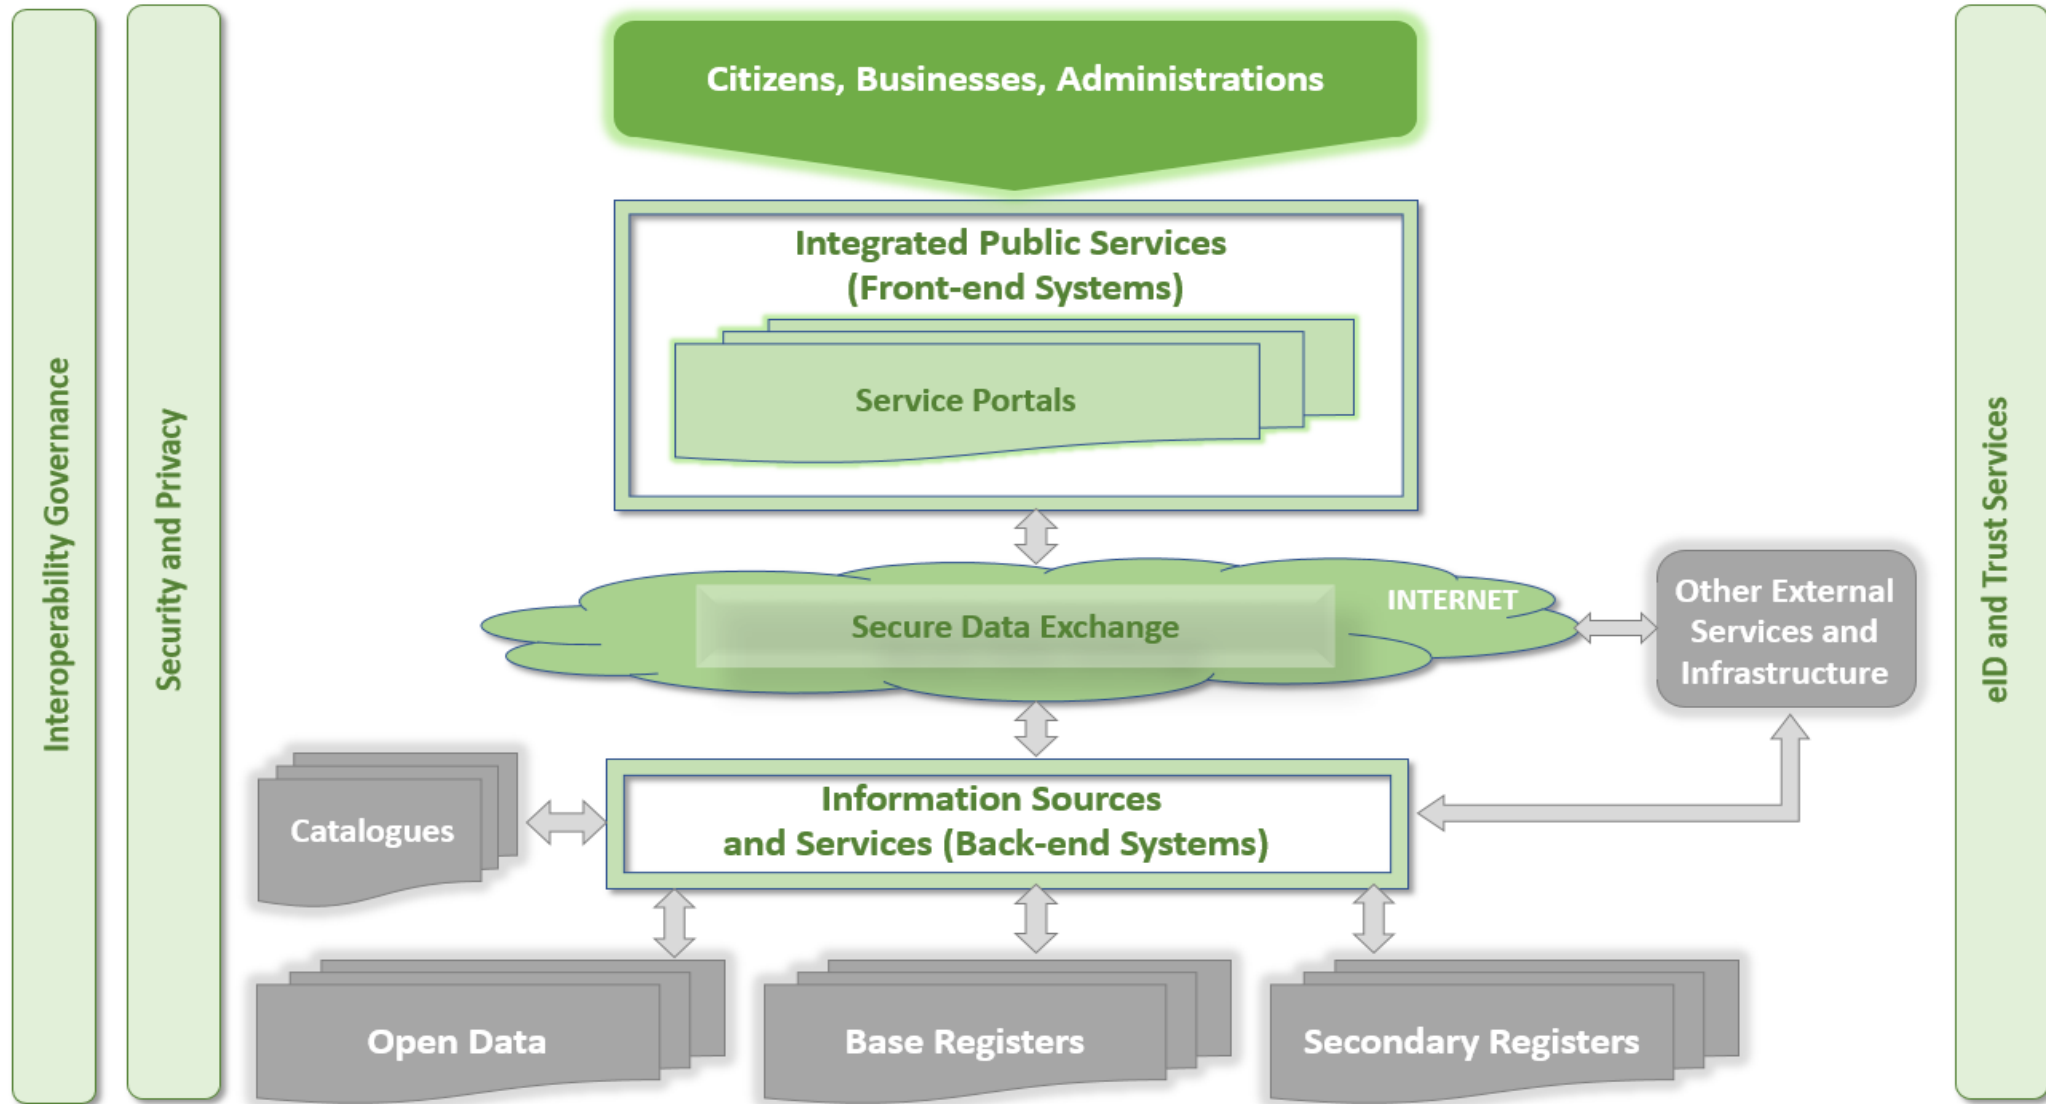 Interoperability Governance
Security and Privacy
Citizens, Businesses, Administrations
Integrated Public Services
(Front-end Systems)
Service Portals
Secure Data Exchange
INTERNET
Other External
Services and
Infrastructure
Catalogues
Information Sources
and Services (Back-end Systems)
Open Data
Base Registers
Secondary Registers
eID and Trust Services